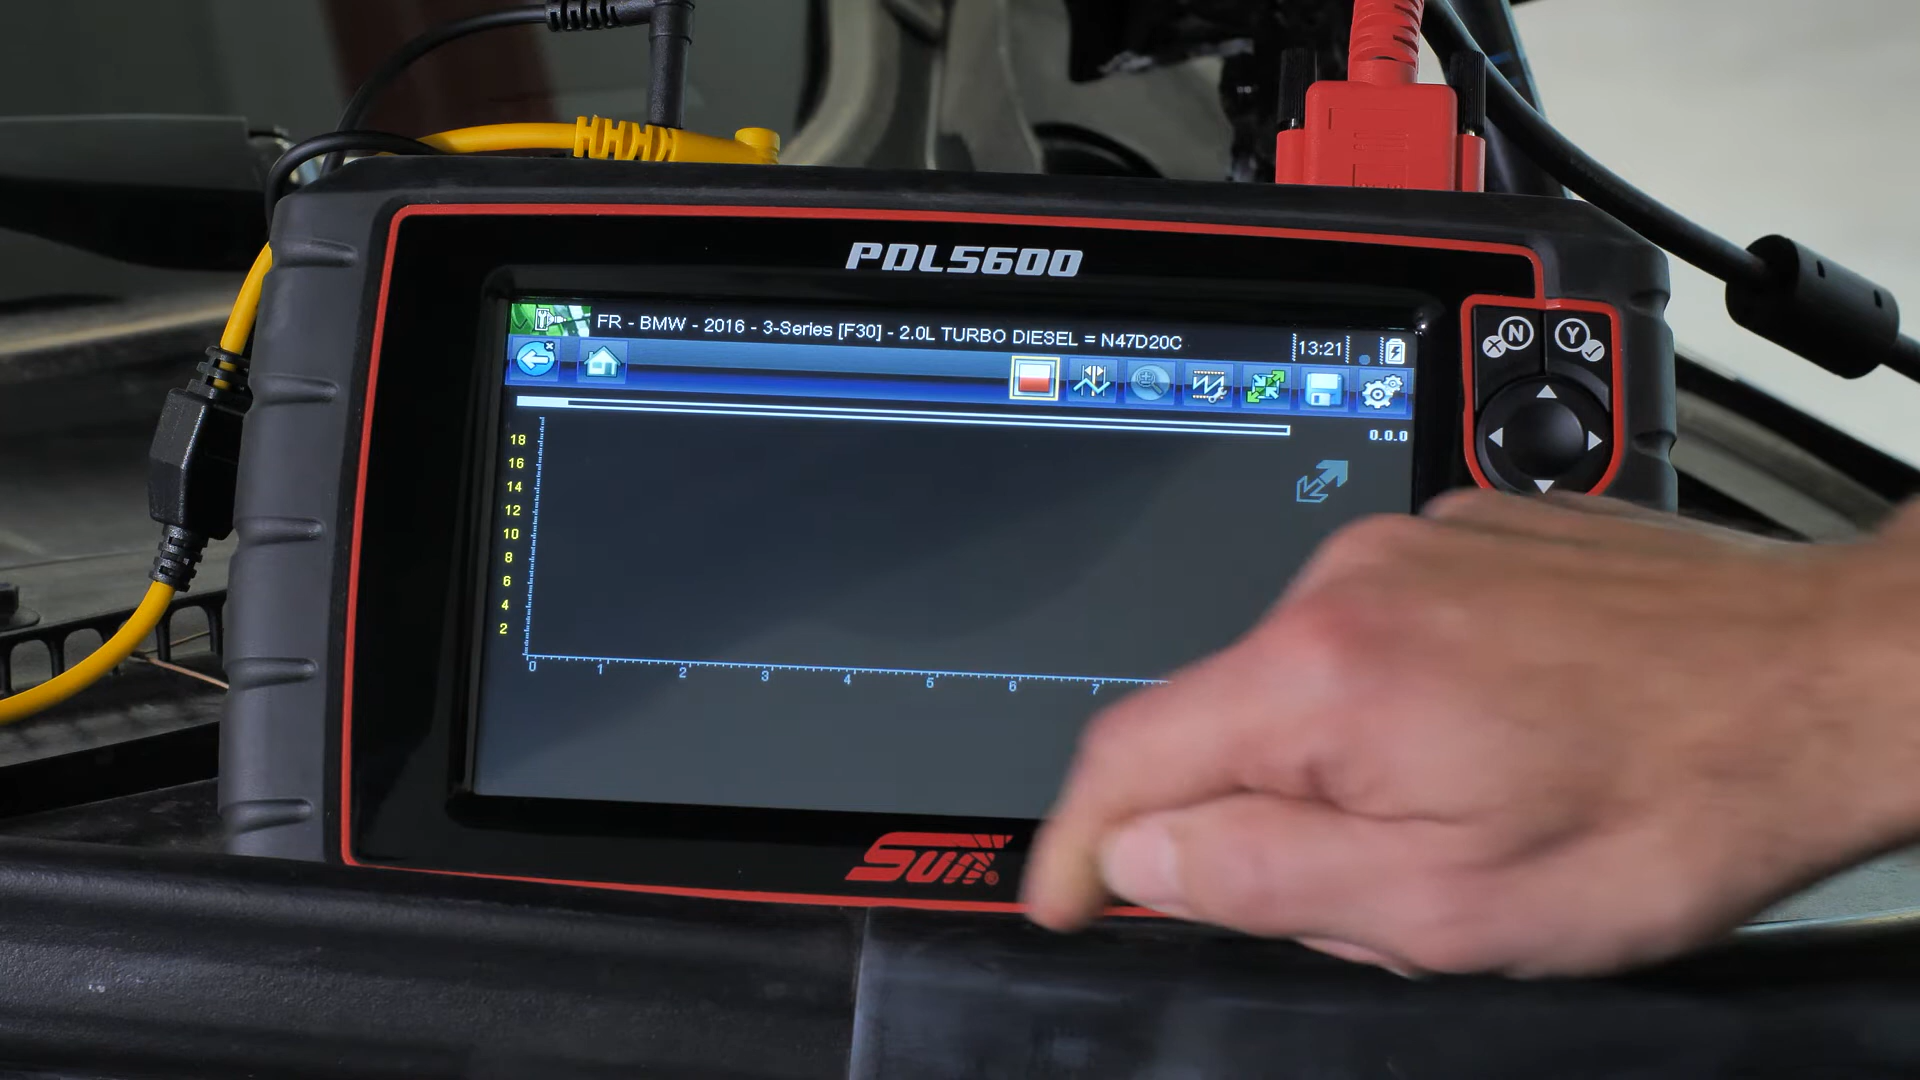 PDL5600
FR - BMW - 2016 - 3-Series [F30] - 2.0L TURBO DIESEL = N47D20C
13:21
N
Y
0.0.0
18
16
14
12
10
8
6
4
2
0 1 2 3 4 5 6 7
Sun®